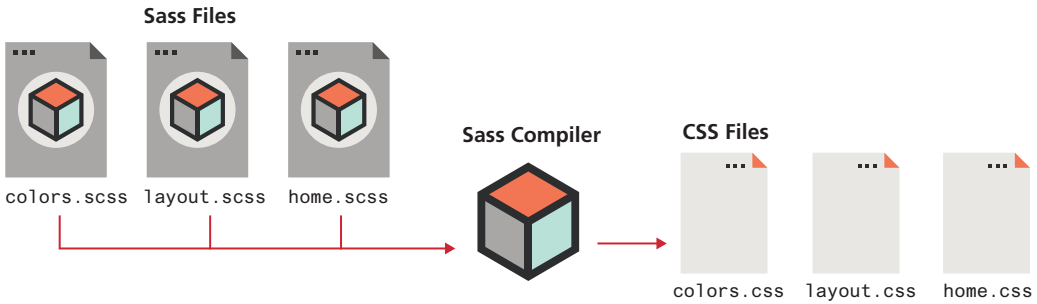 Sass Files
colors.scss layout.scss home.scss
Sass Compiler
CSS Files
colors.css layout.css home.css